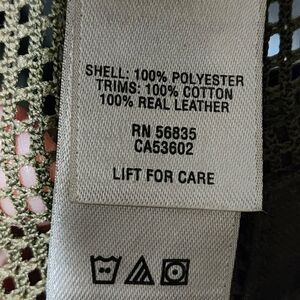 SHELL: 100% POLYESTER
TRIMS: 100% COTTON
100% REAL LEATHER
RN 56835
CA53602
LIFT FOR CARE